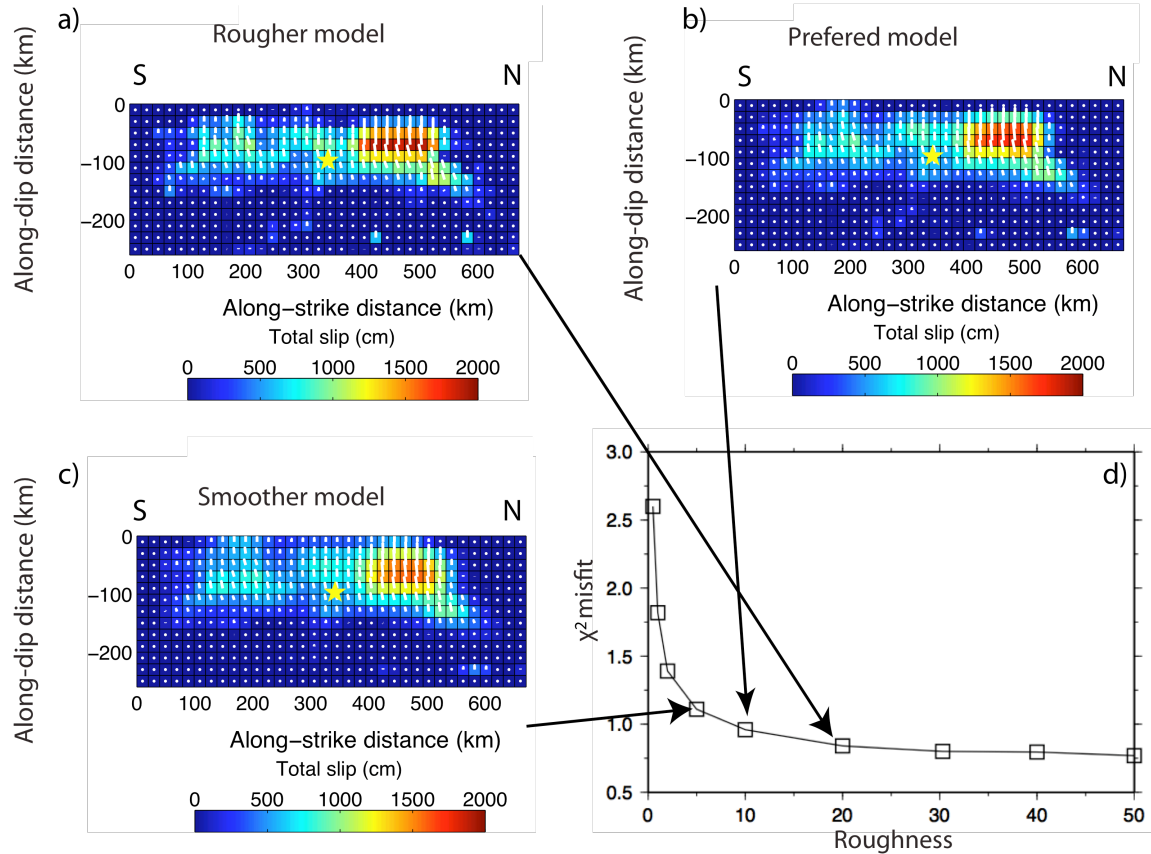 a)
Rougher model
S N
Along-dip distance (km)
0
−100
−200
0 100 200 300 400 500 600
Along−strike distance (km)
Total slip (cm)
0 500 1000 1500 2000
b)
Prefered model
S N
Along-dip distance (km)
0
−100
−200
0 100 200 300 400 500 600
Along−strike distance (km)
Total slip (cm)
0 500 1000 1500 2000
c)
Smoother model
S N
Along-dip distance (km)
0
−100
−200
0 100 200 300 400 500 600
Along−strike distance (km)
Total slip (cm)
0 500 1000 1500 2000
d)
χ² misfit
3.0
2.5
2.0
1.5
1.0
0.5
0 10 20 30 40 50
Roughness